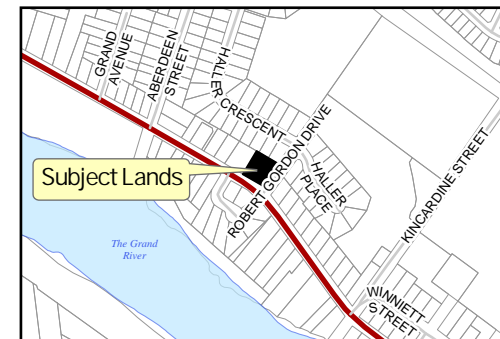 GRAND
AVENUE
ABERDEEN
STREET
HALLER CRESCENT
ROBERT GORDON DRIVE
HALLER
PLACE
KINCARDINE STREET
WINNIETT
STREET
Subject Lands
The Grand
River